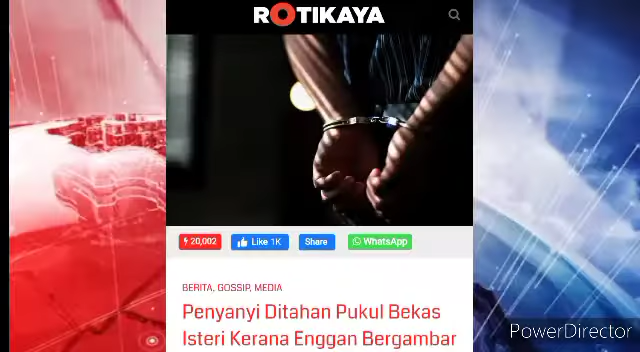 ROTIKAYA
20,002
Like 1K
Share
WhatsApp
BERITA, GOSSIP, MEDIA
Penyanyi Ditahan Pukul Bekas
Isteri Kerana Enggan Bergambar
PowerDirector